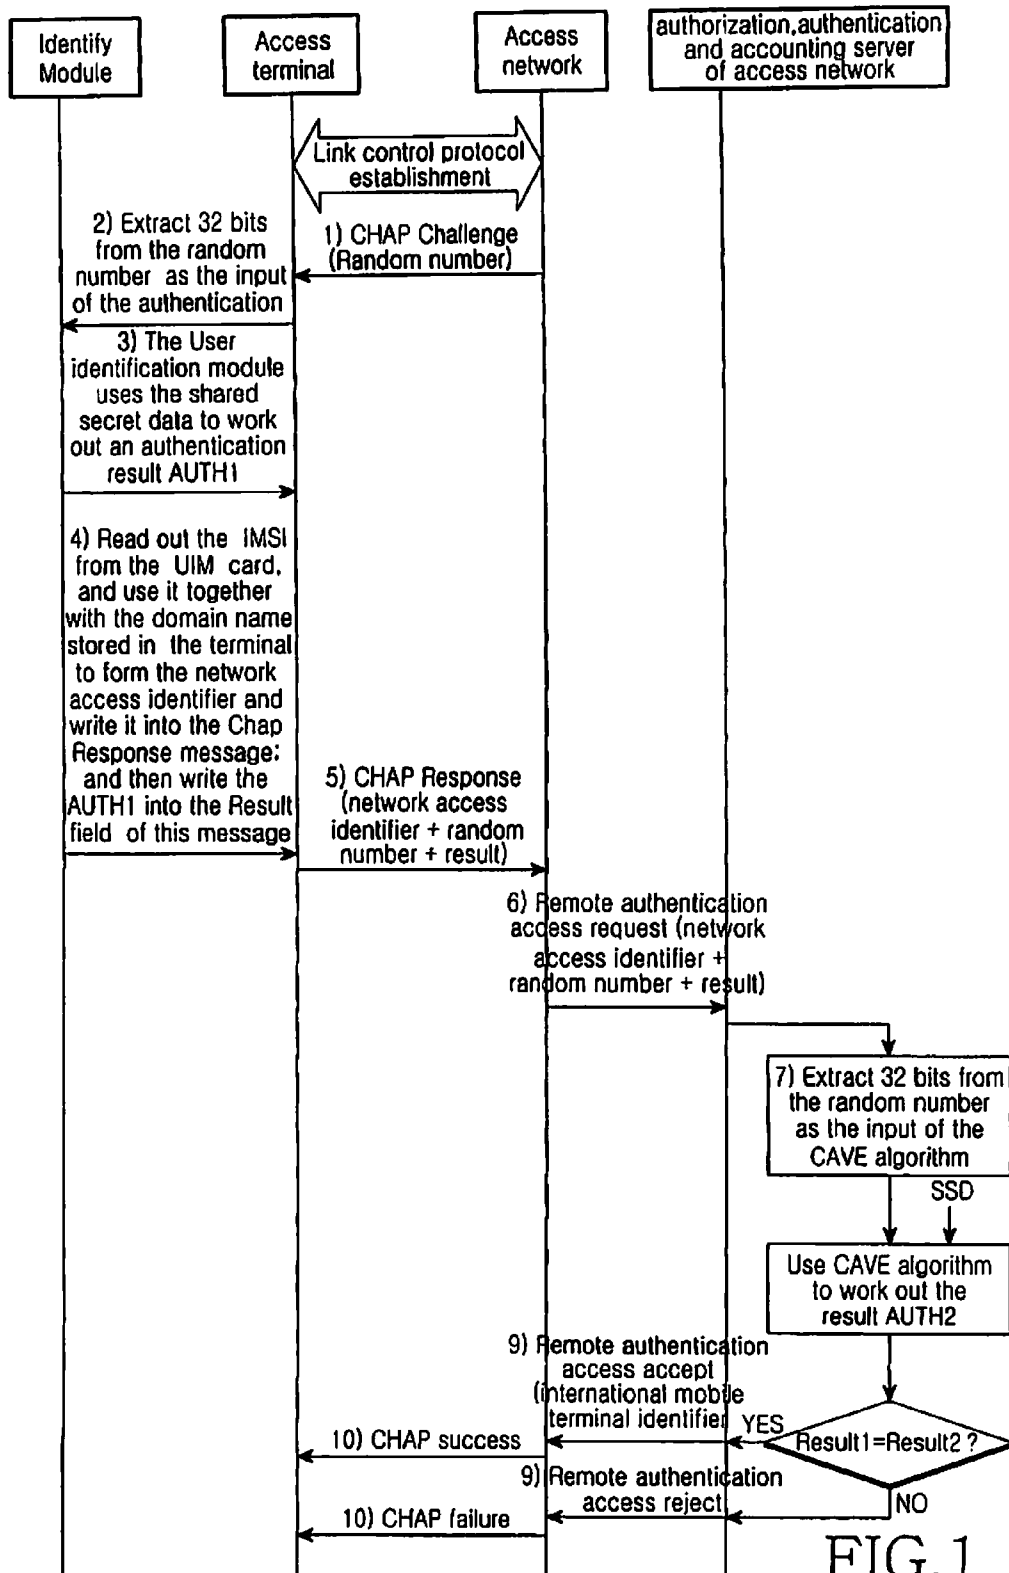 Identify
Module
Access
terminal
Access
network
authorization,authentication
and accounting server
of access network
Link control protocol
establishment
1) CHAP Challenge
(Random number)
2) Extract 32 bits
from the random
number as the input
of the authentication
3) The User
identification module
uses the shared
secret data to work
out an authentication
result AUTH1
4) Read out the IMSI
from the UIM card,
and use it together
with the domain name
stored in the terminal
to form the network
access identifier and
write it into the Chap
Response message;
and then write the
AUTH1 into the Result
field of this message
5) CHAP Response
(network access
identifier + random
number + result)
6) Remote authentication
access request (network
access identifier +
random number + result)
7) Extract 32 bits from
the random number
as the input of the
CAVE algorithm
SSD
Use CAVE algorithm
to work out the
result AUTH2
9) Remote authentication
access accept
(international mobile
terminal identifier
YES
Result1=Result2 ?
10) CHAP success
9) Remote authentication
access reject
NO
10) CHAP failure
FIG.1